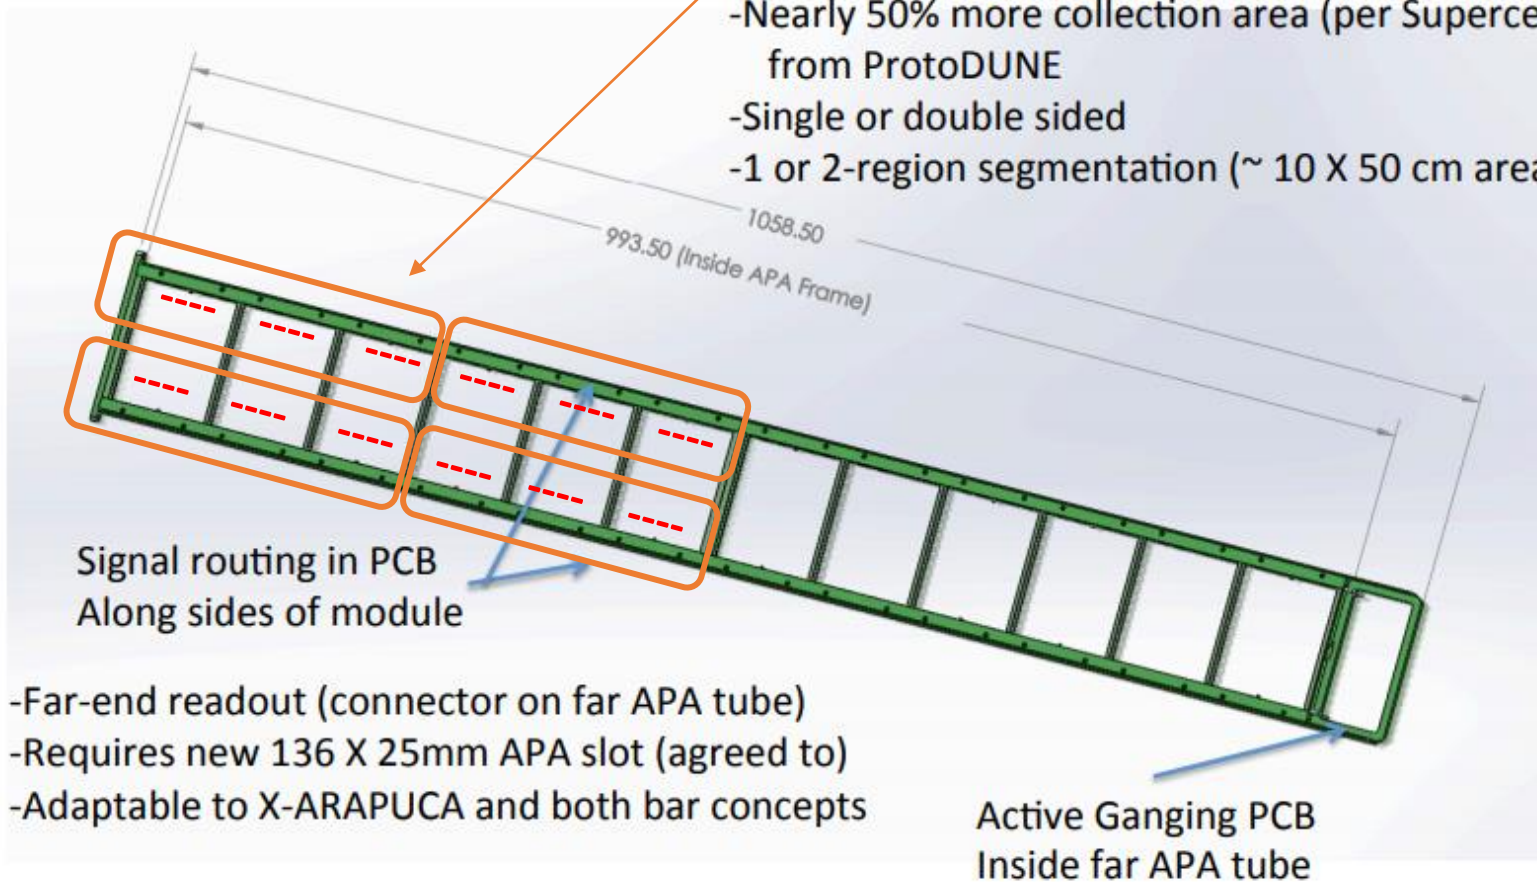 -Nearly 50% more collection area (per Superce
from ProtoDUNE
-Single or double sided
-1 or 2-region segmentation (~ 10 X 50 cm area
1058.50
993.50 (Inside APA Frame)
Signal routing in PCB
Along sides of module
-Far-end readout (connector on far APA tube)
-Requires new 136 X 25mm APA slot (agreed to)
-Adaptable to X-ARAPUCA and both bar concepts
Active Ganging PCB
Inside far APA tube